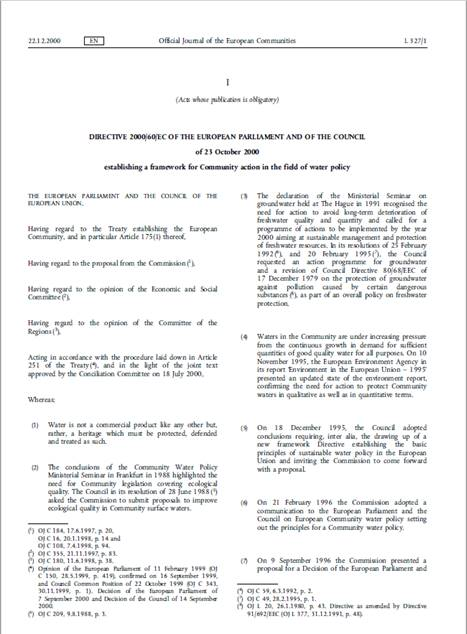 22.12.2000
EN
Official Journal of the European Communities
L 327/1
I
(Acts whose publication is obligatory)
DIRECTIVE 2000/60/EC OF THE EUROPEAN PARLIAMENT AND OF THE COUNCIL
of 23 October 2000
establishing a framework for Community action in the field of water policy
THE EUROPEAN PARLIAMENT AND THE COUNCIL OF THE
EUROPEAN UNION,
Having regard to the Treaty establishing the European
Community, and in particular Article 175(1) thereof,
Having regard to the proposal from the Commission (1),
Having regard to the opinion of the Economic and Social
Committee (2),
Having regard to the opinion of the Committee of the
Regions (3),
Acting in accordance with the procedure laid down in Article
251 of the Treaty(4), and in the light of the joint text
approved by the Conciliation Committee on 18 July 2000,
Whereas:
(1) Water is not a commercial product like any other but,
rather, a heritage which must be protected, defended
and treated as such.
(2) The conclusions of the Community Water Policy
Ministerial Seminar in Frankfurt in 1988 highlighted the
need for Community legislation covering ecological
quality. The Council in its resolution of 28 June 1988 (5)
asked the Commission to submit proposals to improve
ecological quality in Community surface waters.
(1) OJ C 184, 17.6.1997, p. 20,
OJ C 16, 20.1.1998, p. 14 and
OJ C 108, 7.4.1998, p. 94.
(2) OJ C 355, 21.11.1997, p. 83.
(3) OJ C 180, 11.6.1998, p. 38.
(4) Opinion of the European Parliament of 11 February 1999 (OJ
C 150, 28.5.1999, p. 419), confirmed on 16 September 1999,
and Council Common Position of 22 October 1999 (OJ C 343,
30.11.1999, p. 1). Decision of the European Parliament of
7 September 2000 and Decision of the Council of 14 September
2000.
(5) OJ C 209, 9.8.1988, p. 3.
(3) The declaration of the Ministerial Seminar on
groundwater held at The Hague in 1991 recognised the
need for action to avoid long-term deterioration of
freshwater quality and quantity and called for a
programme of actions to be implemented by the year
2000 aiming at sustainable management and protection
of freshwater resources. In its resolutions of 25 February
1992(6), and 20 February 1995(7), the Council
requested an action programme for groundwater
and a revision of Council Directive 80/68/EEC of
17 December 1979 on the protection of groundwater
against pollution caused by certain dangerous
substances (8), as part of an overall policy on freshwater
protection.
(4) Waters in the Community are under increasing pressure
from the continuous growth in demand for sufficient
quantities of good quality water for all purposes. On 10
November 1995, the European Environment Agency in
its report 'Environment in the European Union – 1995'
presented an updated state of the environment report,
confirming the need for action to protect Community
waters in qualitative as well as in quantitative terms.
(5) On 18 December 1995, the Council adopted
conclusions requiring, inter alia, the drawing up of a
new framework Directive establishing the basic
principles of sustainable water policy in the European
Union and inviting the Commission to come forward
with a proposal.
(6) On 21 February 1996 the Commission adopted a
communication to the European Parliament and the
Council on European Community water policy setting
out the principles for a Community water policy.
(7) On 9 September 1996 the Commission presented a
proposal for a Decision of the European Parliament and
(6) OJ C 59, 6.3.1992, p. 2.
(7) OJ C 49, 28.2.1995, p. 1.
(8) OJ L 20, 26.1.1980, p. 43. Directive as amended by Directive
91/692/EEC (OJ L 377, 31.12.1991, p. 48).